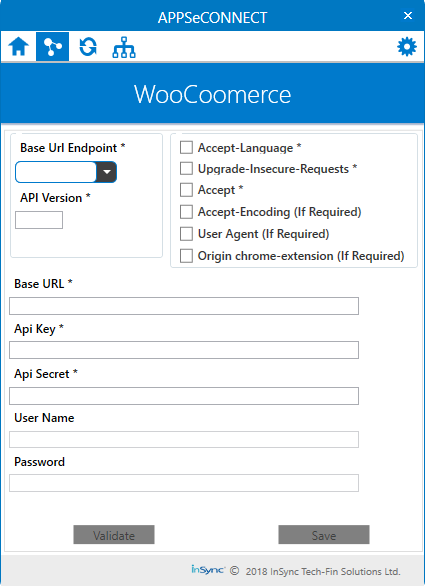 APPSeCONNECT
WooCoomerce
Base Url Endpoint *
API Version *
Accept-Language *
Upgrade-Insecure-Requests *
Accept *
Accept-Encoding (If Required)
User Agent (If Required)
Origin chrome-extension (If Required)
Base URL *
Api Key *
Api Secret *
User Name
Password
Validate
Save
InSync © 2018 InSync Tech-Fin Solutions Ltd.